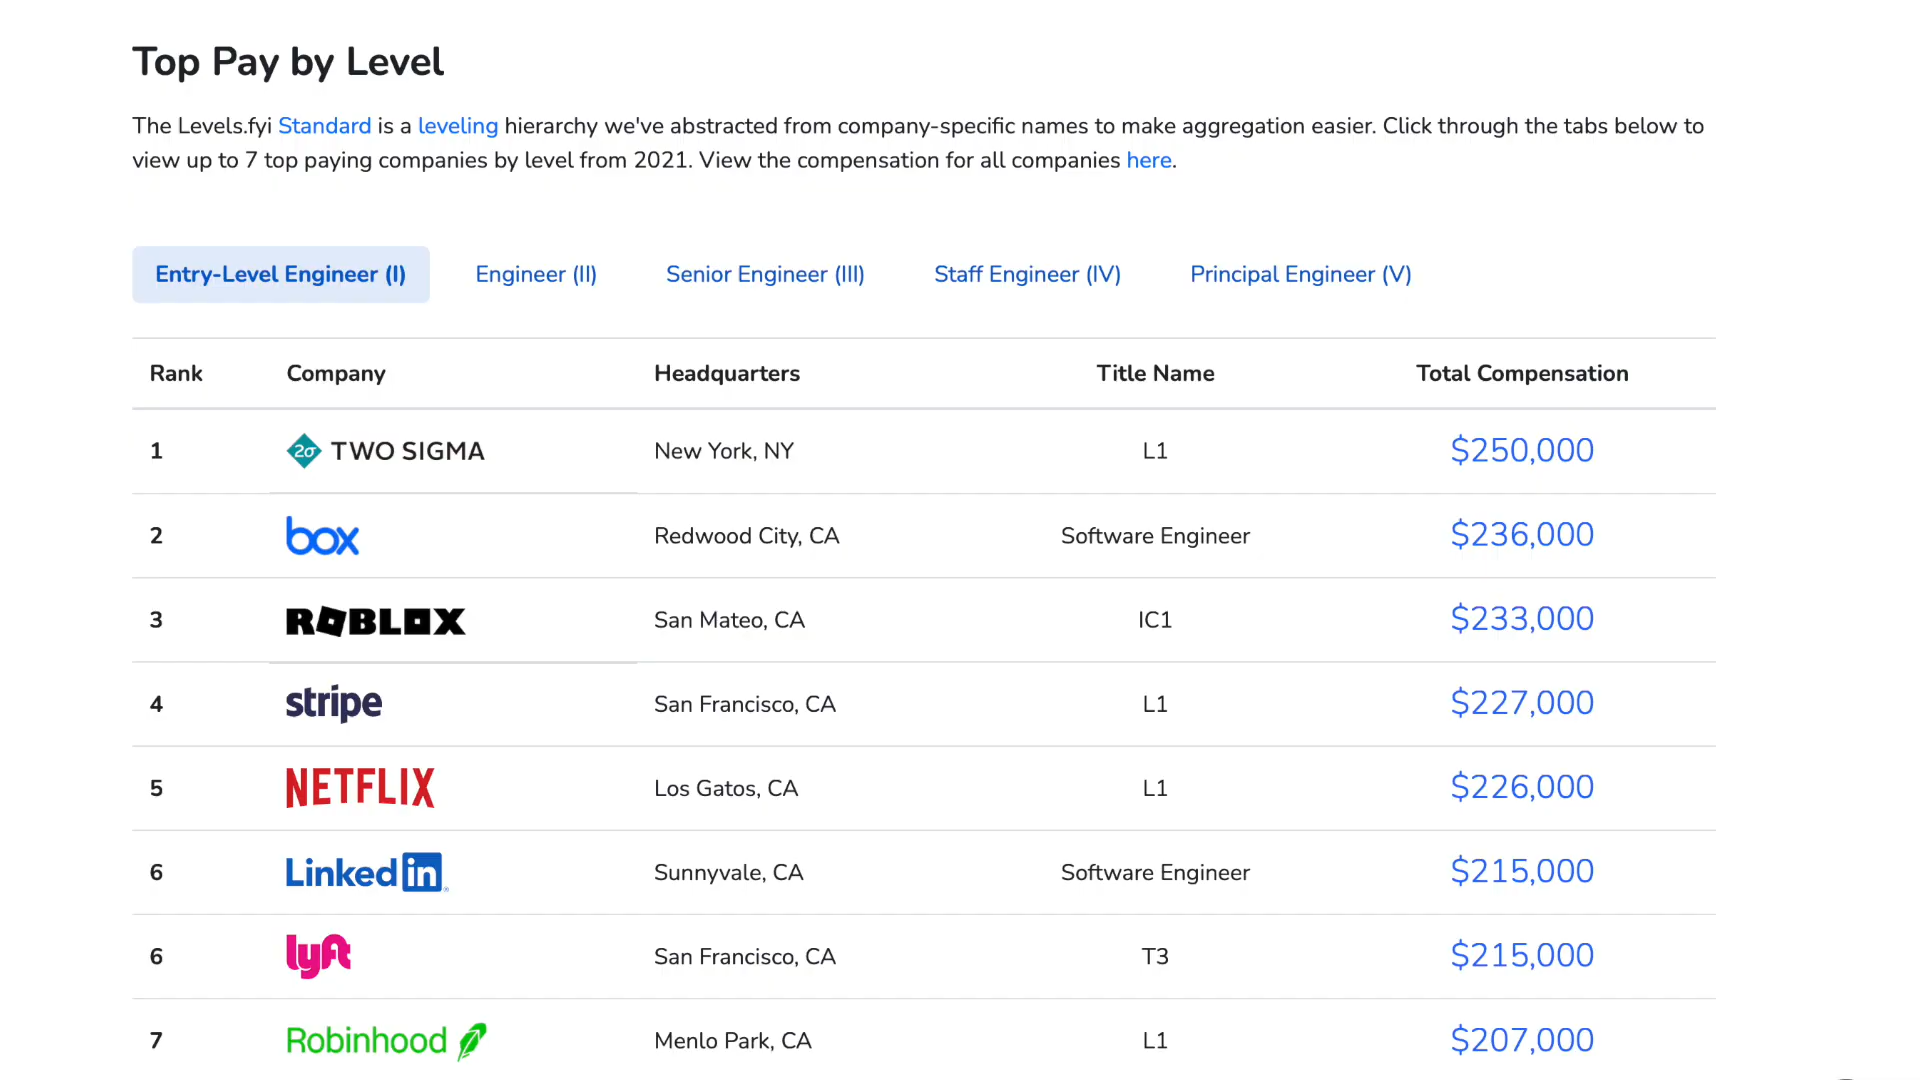 Top Pay by Level
The Levels.fyi Standard is a leveling hierarchy we've abstracted from company-specific names to make aggregation easier. Click through the tabs below to
view up to 7 top paying companies by level from 2021. View the compensation for all companies here.
Entry-Level Engineer (I) Engineer (II) Senior Engineer (III) Staff Engineer (IV) Principal Engineer (V)
Rank Company Headquarters Title Name Total Compensation
1 2σ TWO SIGMA New York, NY L1 $250,000
2 box Redwood City, CA Software Engineer $236,000
3 ROBLOX San Mateo, CA IC1 $233,000
4 stripe San Francisco, CA L1 $227,000
5 NETFLIX Los Gatos, CA L1 $226,000
6 Linkedin Sunnyvale, CA Software Engineer $215,000
6 lyft San Francisco, CA T3 $215,000
7 Robinhood Menlo Park, CA L1 $207,000